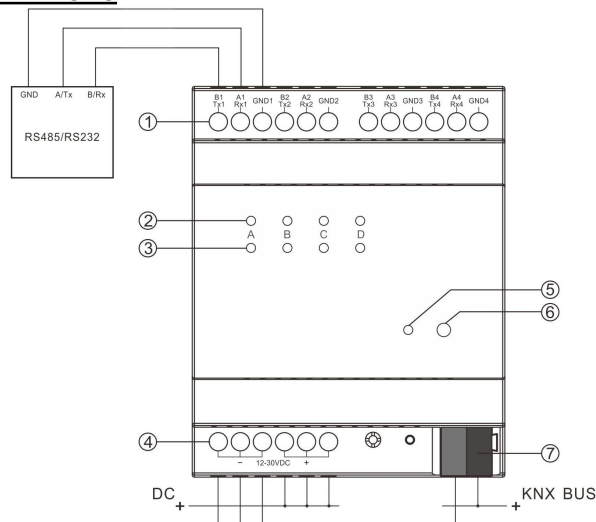 GND A/Tx B/Rx
RS485/RS232
B1 A1 GND1 B2 A2 GND2 B3 A3 GND3 B4 A4 GND4
Tx1 Rx1 Tx2 Rx2 Tx3 Rx3 Tx4 Rx4
①
②
A B C D
③
⑤
⑥
④
− 12-30VDC +
⑦
DC + + KNX BUS